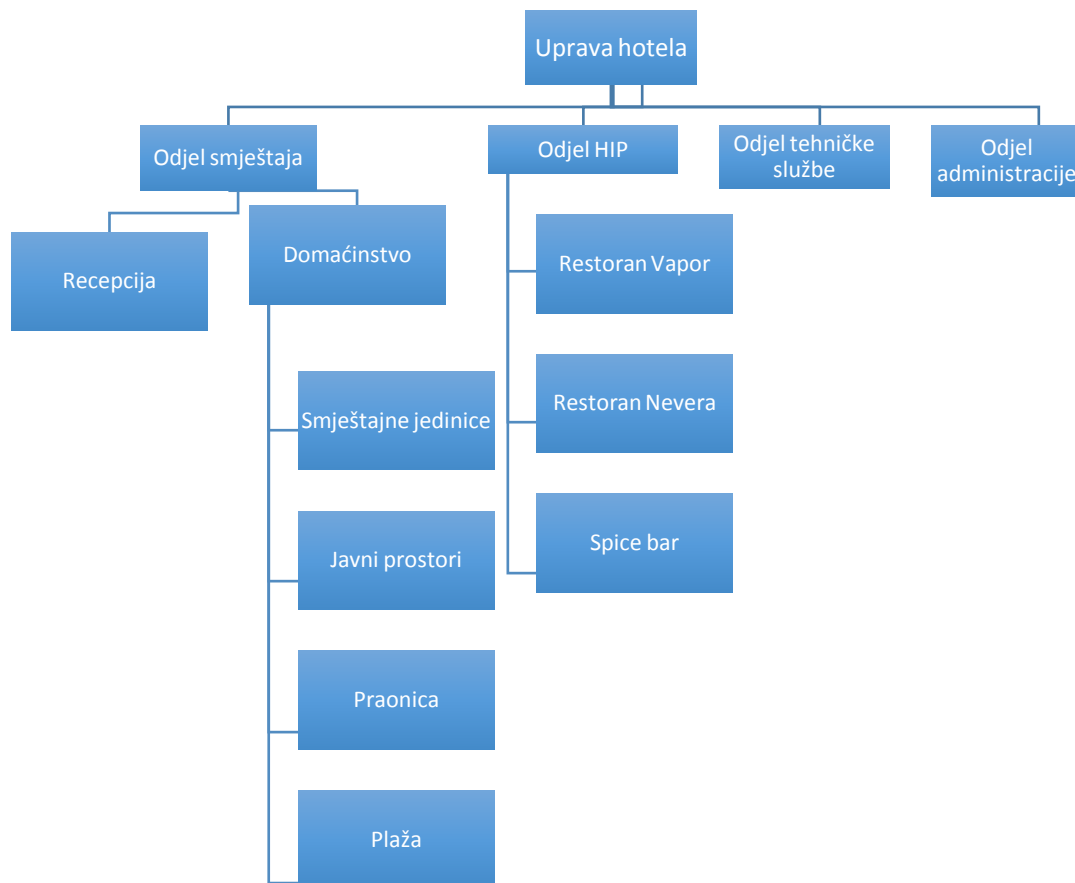 Uprava hotela
Odjel smještaja
Odjel HIP
Odjel tehničke
službe
Odjel
administracije
Recepcija
Domaćinstvo
Restoran Vapor
Smještajne jedinice
Restoran Nevera
Javni prostori
Spice bar
Praonica
Plaža